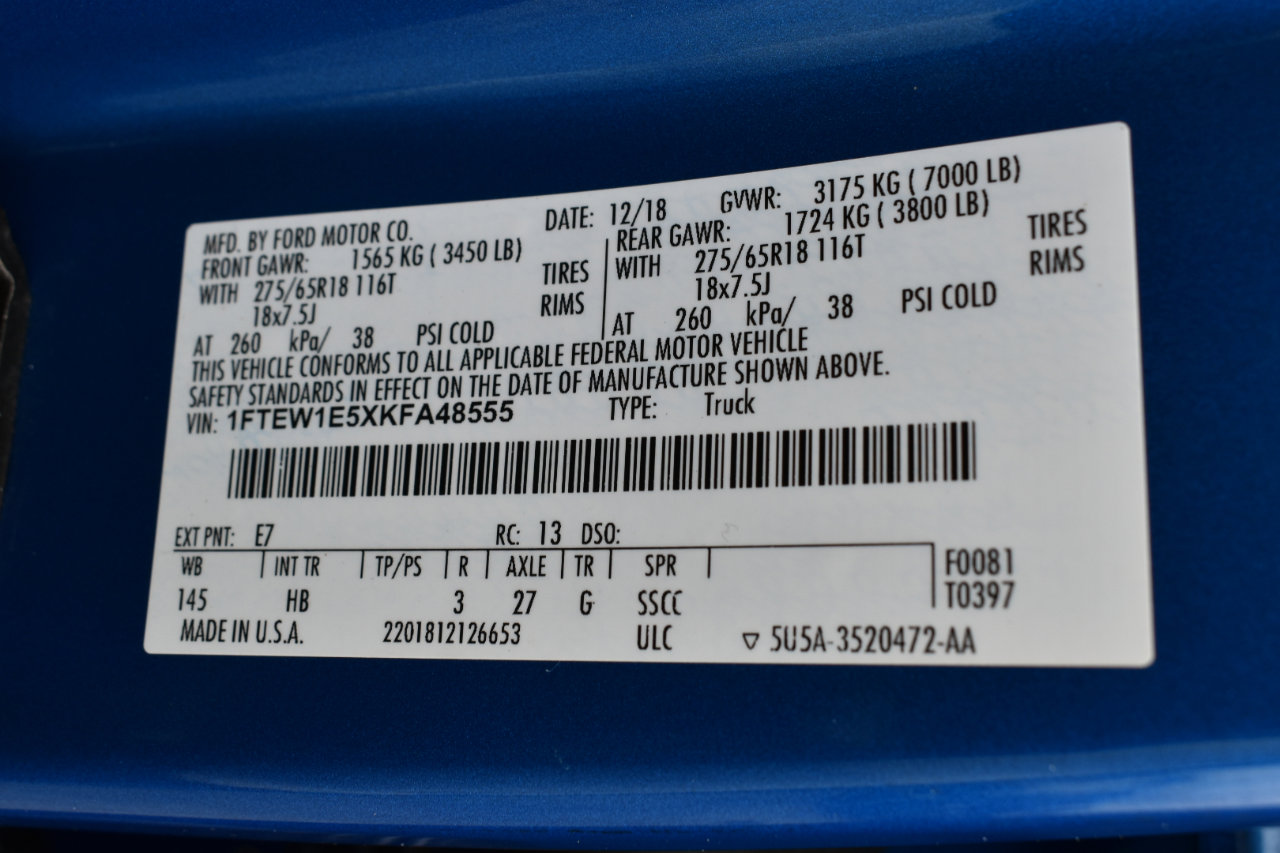 MFD. BY FORD MOTOR CO. DATE: 12/18 GVWR: 3175 KG ( 7000 LB)
FRONT GAWR: 1565 KG ( 3450 LB) REAR GAWR: 1724 KG ( 3800 LB)
WITH 275/65R18 116T TIRES WITH 275/65R18 116T TIRES
18x7.5J RIMS 18x7.5J RIMS
AT 260 kPa/ 38 PSI COLD AT 260 kPa/ 38 PSI COLD
THIS VEHICLE CONFORMS TO ALL APPLICABLE FEDERAL MOTOR VEHICLE
SAFETY STANDARDS IN EFFECT ON THE DATE OF MANUFACTURE SHOWN ABOVE.
VIN: 1FTEW1E5XKFA48555 TYPE: Truck
EXT PNT: E7 RC: 13 DSO:
WB INT TR TP/PS R AXLE TR SPR F0081
145 HB 3 27 G SSCC T0397
MADE IN U.S.A. 2201812126653 ULC ▽ 5U5A-3520472-AA